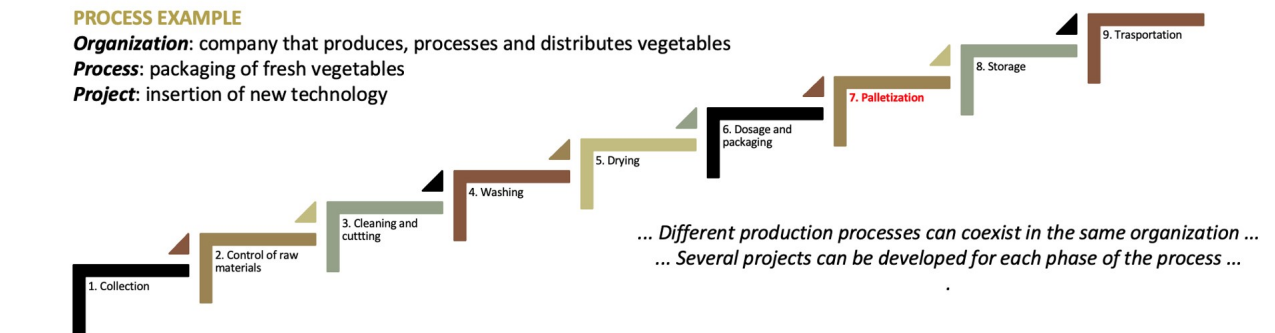 PROCESS EXAMPLE
Organization: company that produces, processes and distributes vegetables
Process: packaging of fresh vegetables
Project: insertion of new technology
1. Collection
2. Control of raw
materials
3. Cleaning and
cuttting
4. Washing
5. Drying
6. Dosage and
packaging
7. Palletization
8. Storage
9. Trasportation
... Different production processes can coexist in the same organization ...
... Several projects can be developed for each phase of the process ...
.